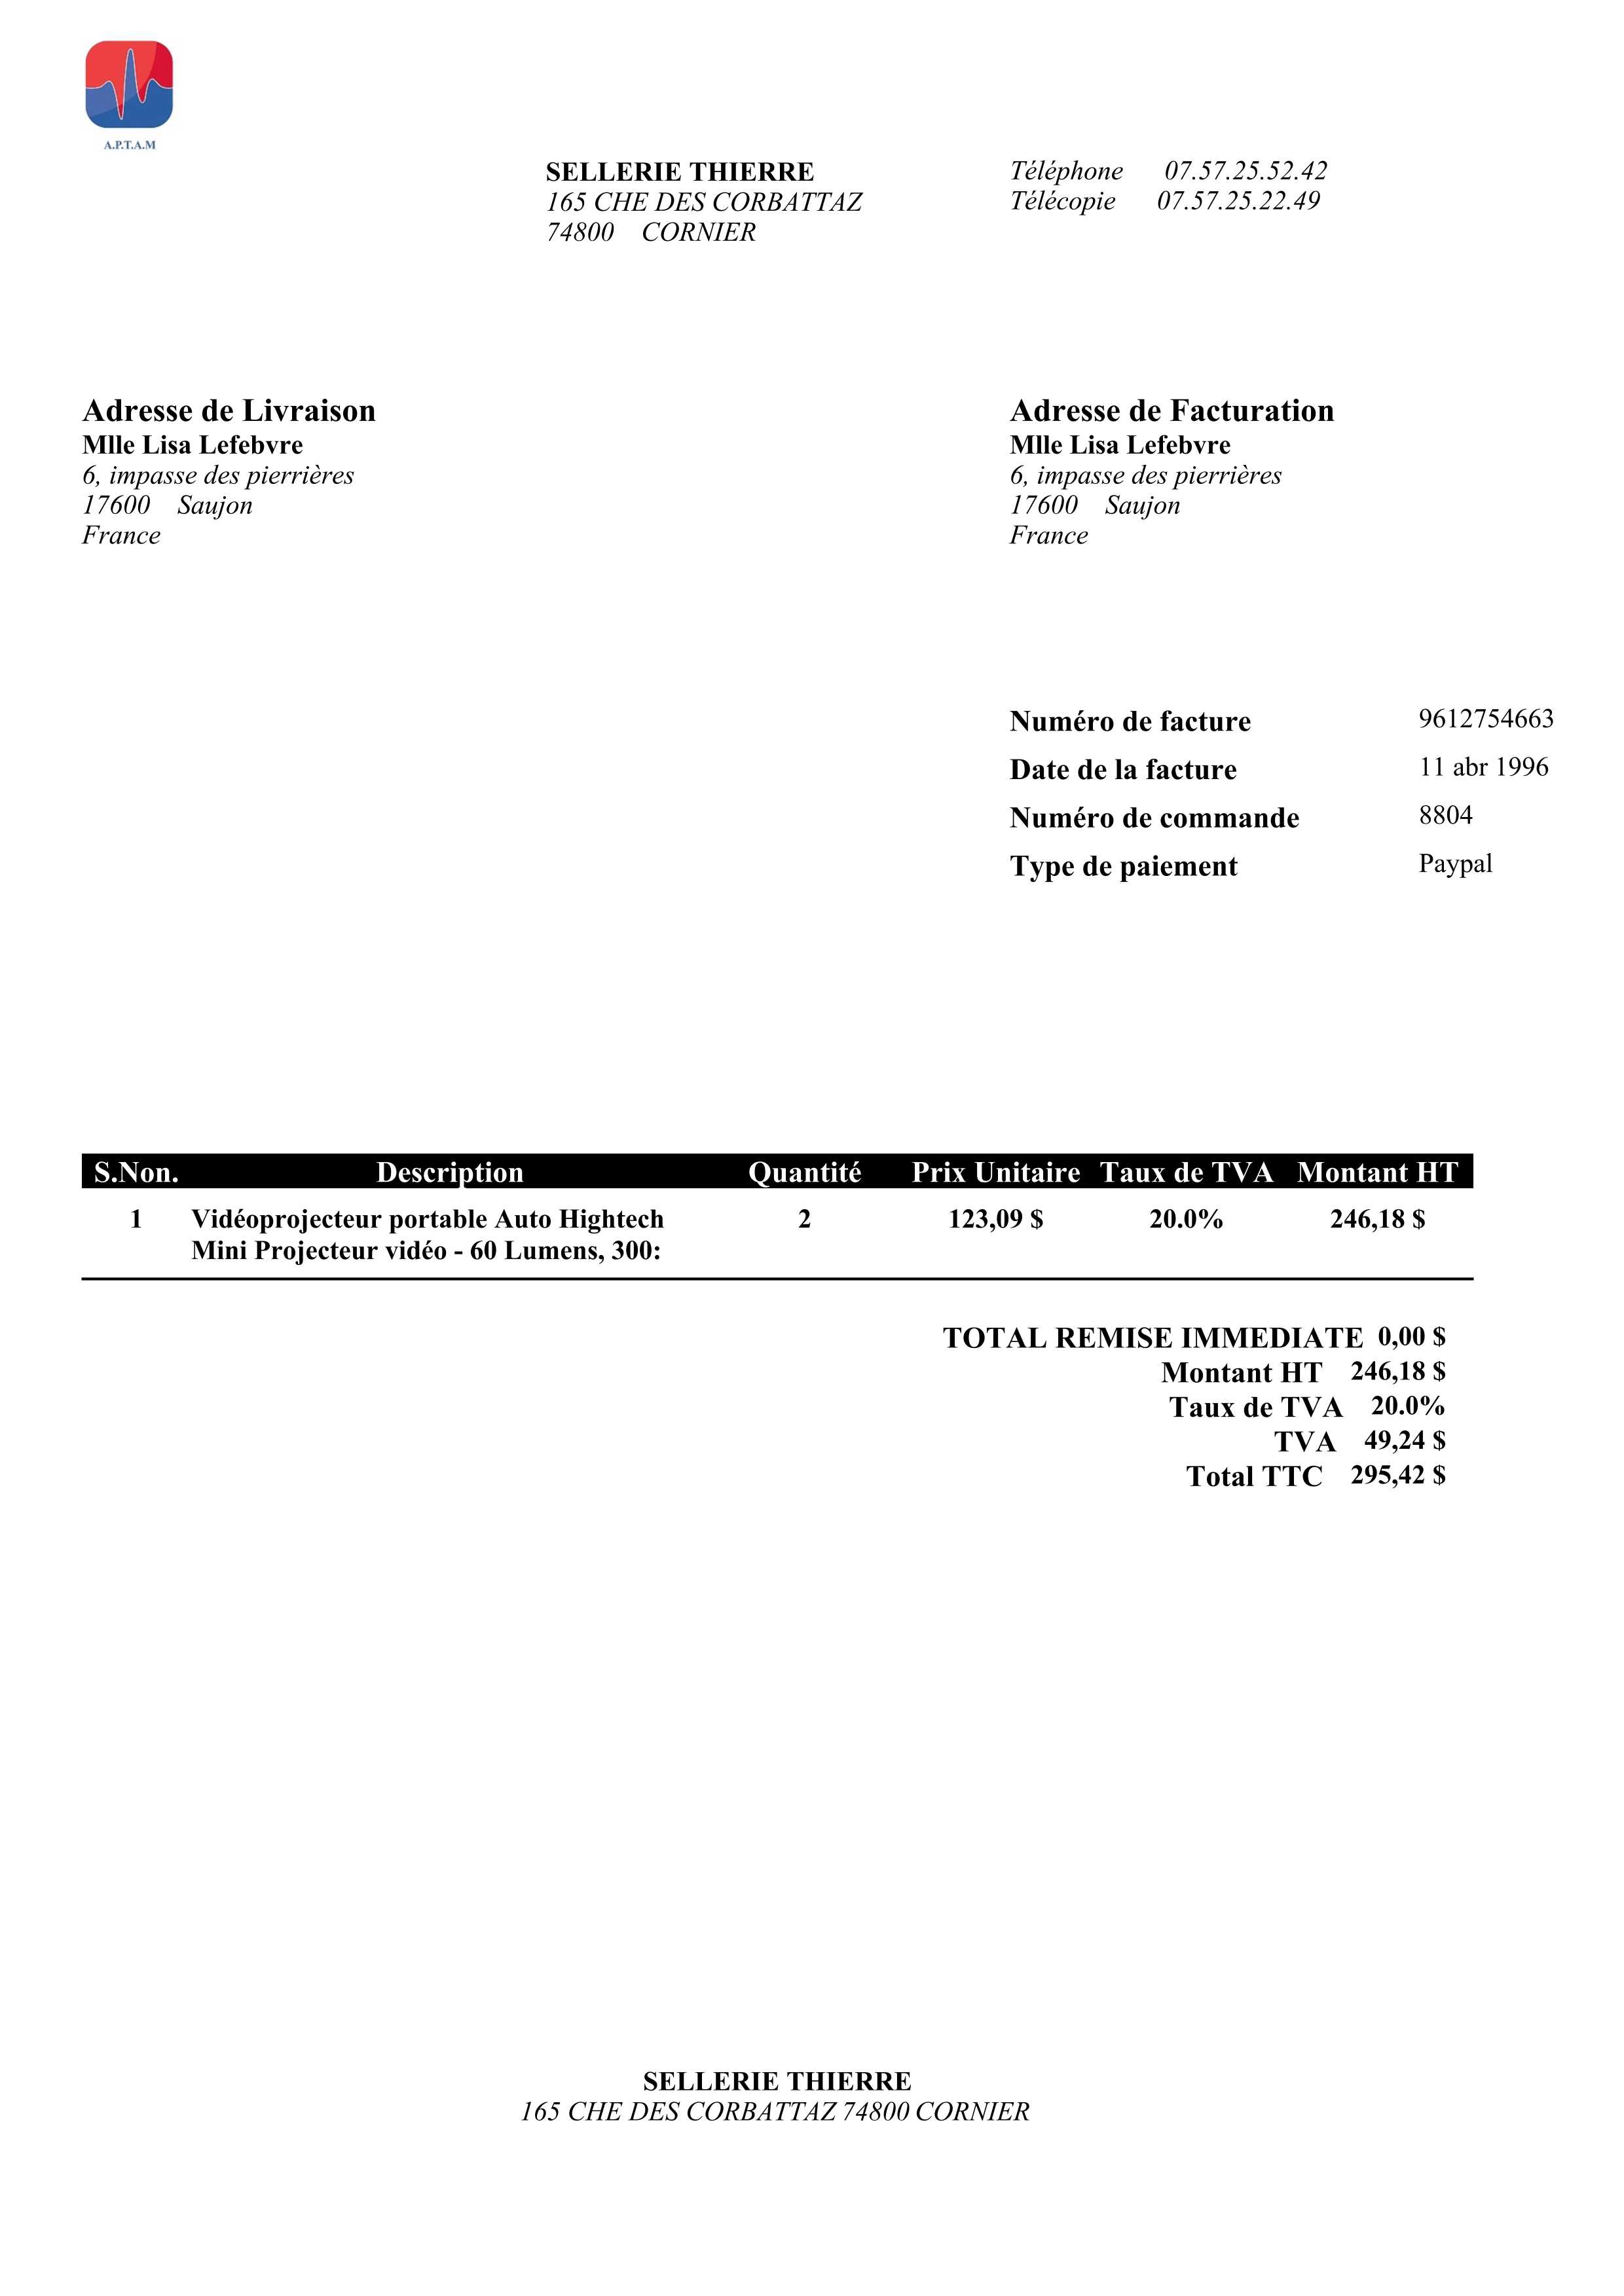 A.P.T.A.M
SELLERIE THIERRE
165 CHE DES CORBATTAZ
74800 CORNIER
Téléphone 07.57.25.52.42
Télécopie 07.57.25.22.49
Adresse de Livraison
Mlle Lisa Lefebvre
6, impasse des pierrières
17600 Saujon
France
Adresse de Facturation
Mlle Lisa Lefebvre
6, impasse des pierrières
17600 Saujon
France
Numéro de facture 9612754663
Date de la facture 11 abr 1996
Numéro de commande 8804
Type de paiement Paypal
S.Non. Description Quantité Prix Unitaire Taux de TVA Montant HT
1 Vidéoprojecteur portable Auto Hightech 2 123,09 $ 20.0% 246,18 $
Mini Projecteur vidéo - 60 Lumens, 300:
TOTAL REMISE IMMEDIATE 0,00 $
Montant HT 246,18 $
Taux de TVA 20.0%
TVA 49,24 $
Total TTC 295,42 $
SELLERIE THIERRE
165 CHE DES CORBATTAZ 74800 CORNIER